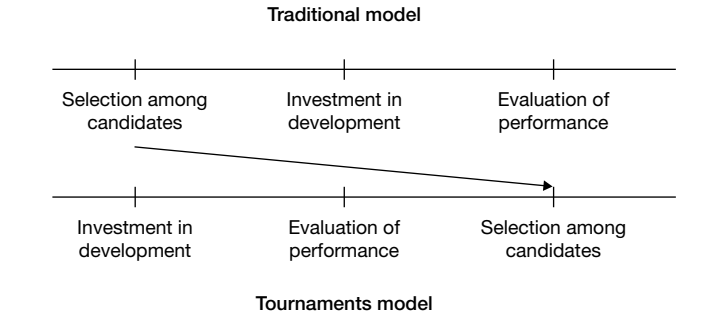 Traditional model
Selection among
candidates
Investment in
development
Evaluation of
performance
Investment in
development
Evaluation of
performance
Selection among
candidates
Tournaments model